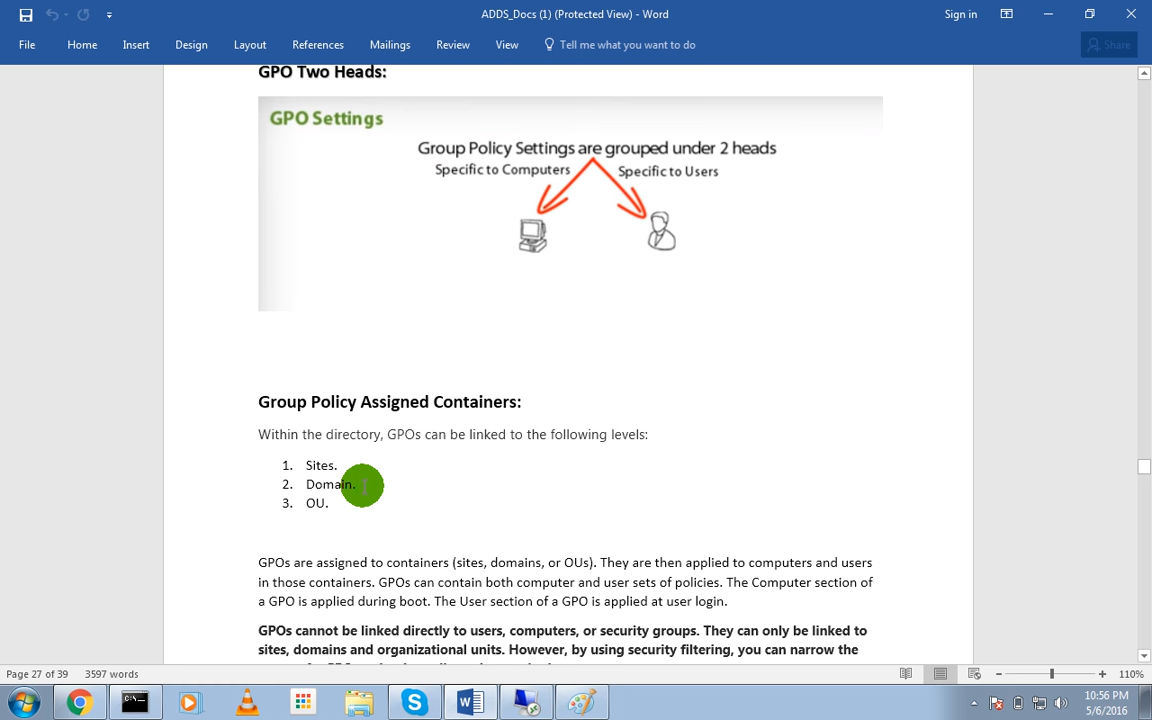 ADDS_Docs (1) (Protected View) - Word
Sign in
File Home Insert Design Layout References Mailings Review View Tell me what you want to do Share
GPO Two Heads:
GPO Settings
Group Policy Settings are grouped under 2 heads
Specific to Computers Specific to Users
Group Policy Assigned Containers:
Within the directory, GPOs can be linked to the following levels:
1. Sites.
2. Domain.
3. OU.
GPOs are assigned to containers (sites, domains, or OUs). They are then applied to computers and users
in those containers. GPOs can contain both computer and user sets of policies. The Computer section of
a GPO is applied during boot. The User section of a GPO is applied at user login.
GPOs cannot be linked directly to users, computers, or security groups. They can only be linked to
sites, domains and organizational units. However, by using security filtering, you can narrow the
Page 27 of 39 3597 words 110%
10:56 PM
5/6/2016